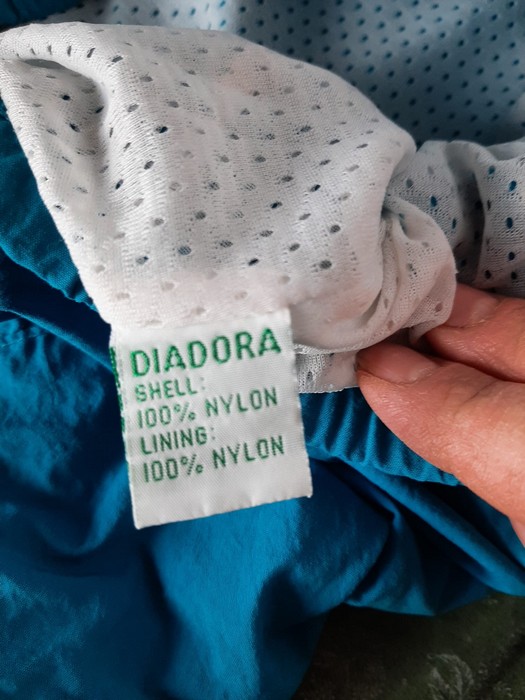 DIADORA
SHELL:
100% NYLON
LINING:
100% NYLON